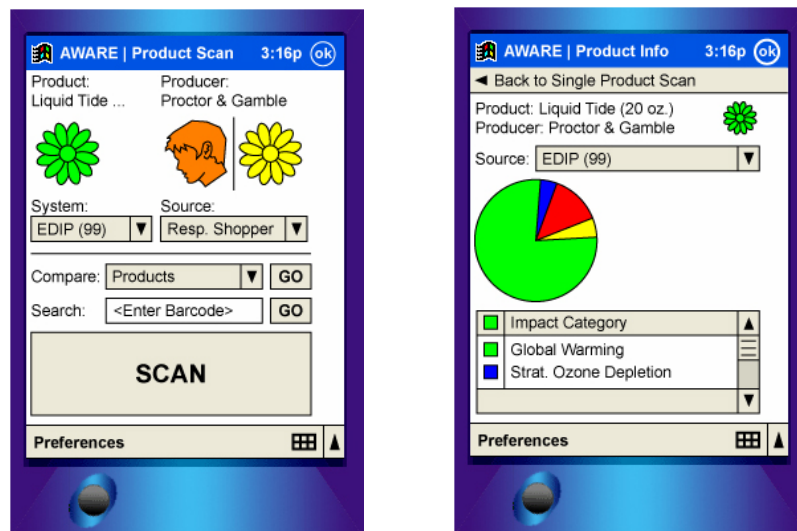 AWARE | Product Scan 3:16p ok
Product: Producer:
Liquid Tide ... Proctor & Gamble
System: Source:
EDIP (99) Resp. Shopper
Compare: Products GO
Search: <Enter Barcode> GO
SCAN
Preferences
AWARE | Product Info 3:16p ok
Back to Single Product Scan
Product: Liquid Tide (20 oz.)
Producer: Proctor & Gamble
Source: EDIP (99)
Impact Category
Global Warming
Strat. Ozone Depletion
Preferences